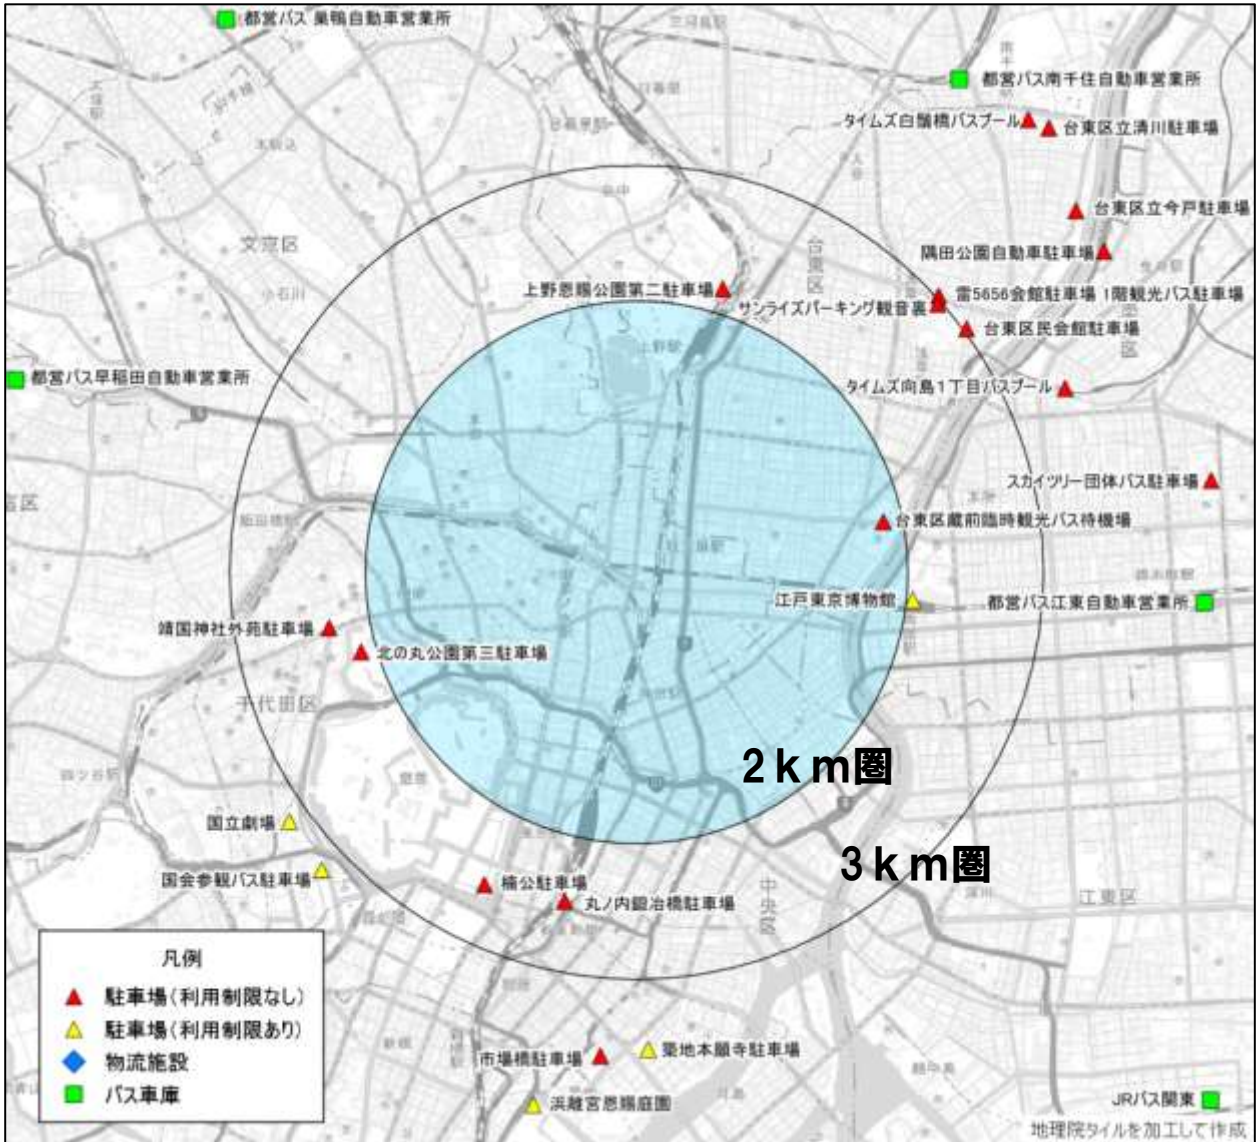 都営バス 巣鴨自動車営業所
都営バス南千住自動車営業所
タイムズ白鬚橋バスプール
台東区立清川駐車場
台東区立今戸駐車場
隅田公園自動車駐車場
文京区
台東区
小石川
上野恩賜公園第二駐車場
雷5656会館駐車場 1階観光バス駐車場
サンライズパーキング観音裏
台東区民会館駐車場
上野駅
都営バス早稲田自動車営業所
タイムズ向島1丁目バスプール
スカイツリー団体バス駐車場
飯田橋駅
台東区蔵前臨時観光バス待機場
江戸東京博物館
都営バス江東自動車営業所
靖国神社外苑駐車場
北の丸公園第三駐車場
千代田区
2km圏
国立劇場
国会参観バス駐車場
3km圏
楠公駐車場
丸ノ内鍛冶橋駐車場
中央区
江東区
凡例
駐車場(利用制限なし)
駐車場(利用制限あり)
物流施設
バス車庫
市場橋駐車場
築地本願寺駐車場
浜離宮恩賜庭園
JRバス関東
地理院タイルを加工して作成